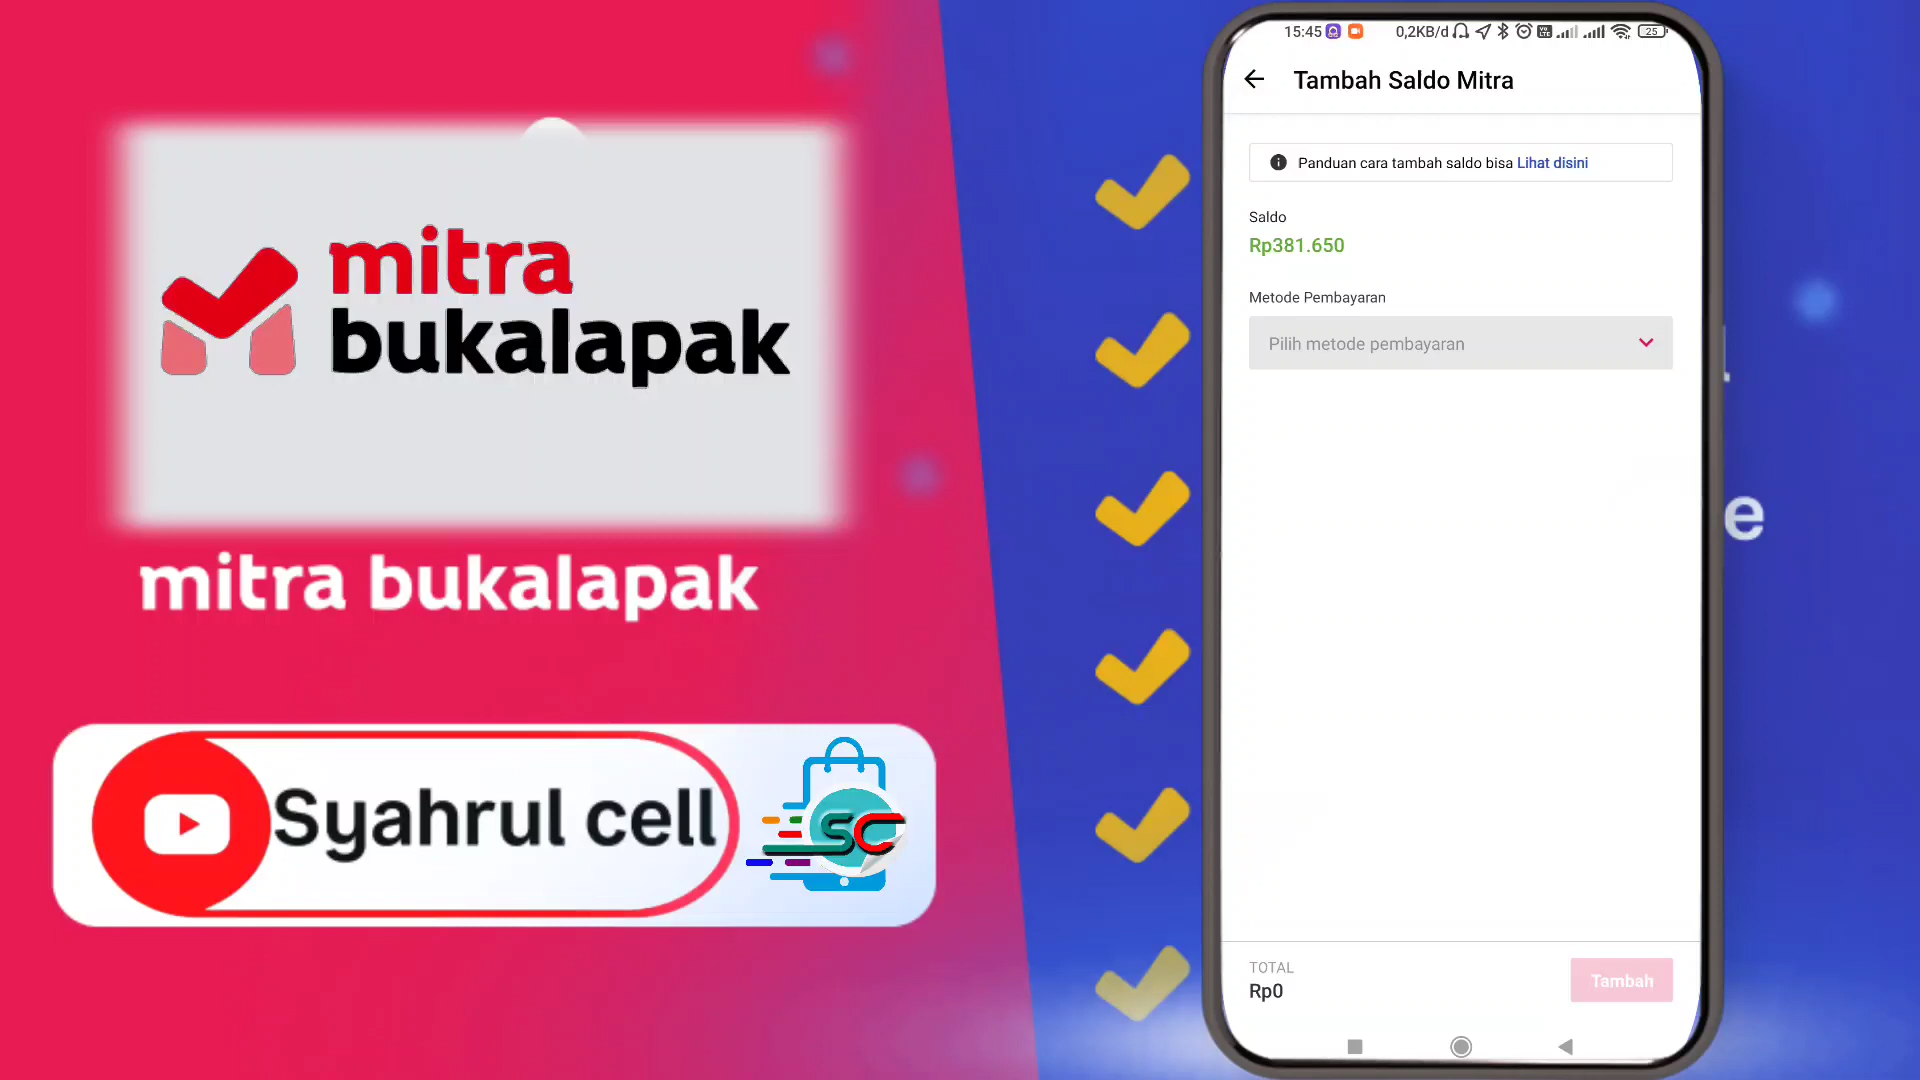 mitra
bukalapak
mitra bukalapak
Syahrul cell
SC
15:45
0,2KB/d
25
Tambah Saldo Mitra
Panduan cara tambah saldo bisa Lihat disini
Saldo
Rp381.650
Metode Pembayaran
Pilih metode pembayaran
e
TOTAL
Rp0
Tambah